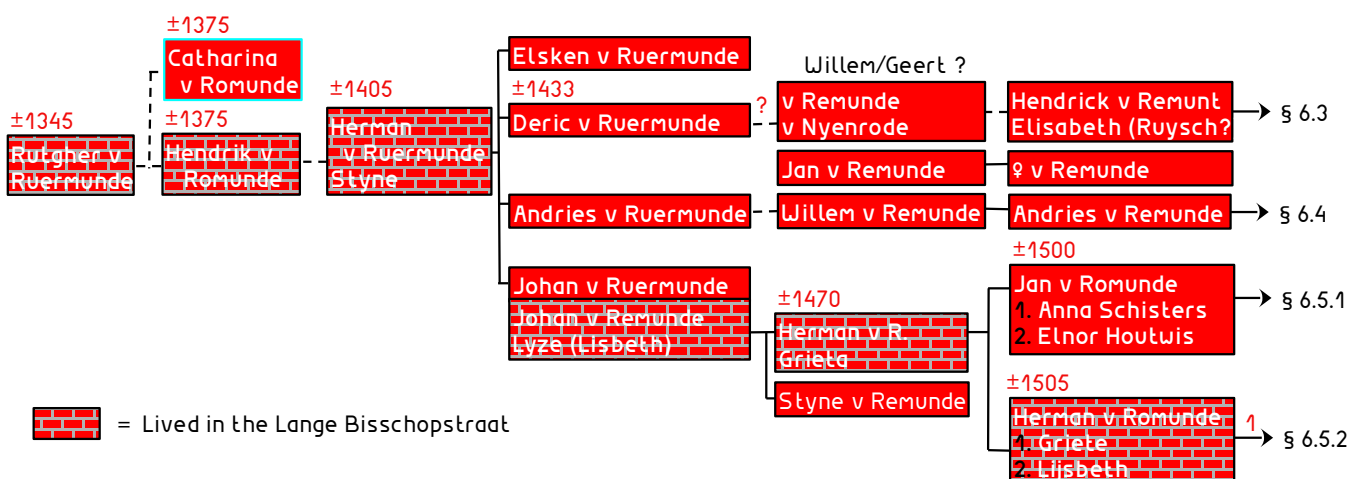 ±1345
Rutgher v
Ruermunde
±1375
Catharina
v Romunde
±1375
Hendrik v
Romunde
±1405
Herman
v Ruermunde
Styne
Elsken v Ruermunde
±1433
Deric v Ruermunde
?
Willem/Geert ?
v Remunde
v Nyenrode
Hendrick v Remunt
Elisabeth (Ruysch?
§ 6.3
Jan v Remunde
♀ v Remunde
Andries v Ruermunde
Willem v Remunde
Andries v Remunde
§ 6.4
Johan v Ruermunde
Johan v Remunde
Lyze (Lisbeth)
±1470
Herman v R.
Grieta
Styne v Remunde
±1500
Jan v Romunde
1. Anna Schisters
2. Elnor Houtwis
§ 6.5.1
±1505
Herman v Romunde
1. Griete
2. Lijsbeth
1
§ 6.5.2
= Lived in the Lange Bisschopstraat